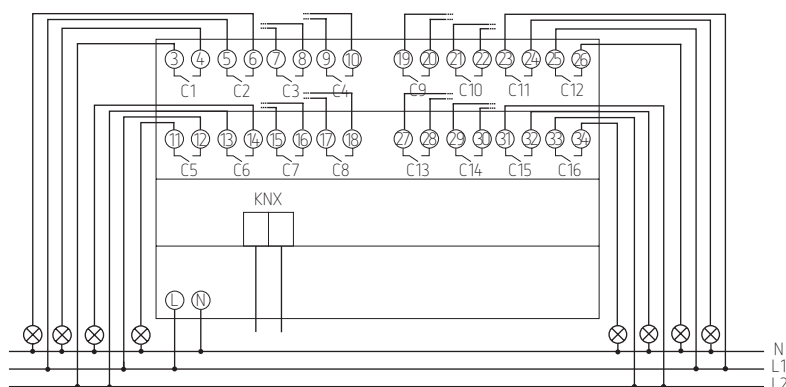 3 4 5 6 7 8 9 10 19 20 21 22 23 24 25 26
C1 C2 C3 C4 C9 C10 C11 C12
11 12 13 14 15 16 17 18 27 28 29 30 31 32 33 34
C5 C6 C7 C8 C13 C14 C15 C16
KNX
L N
N
L1
L2